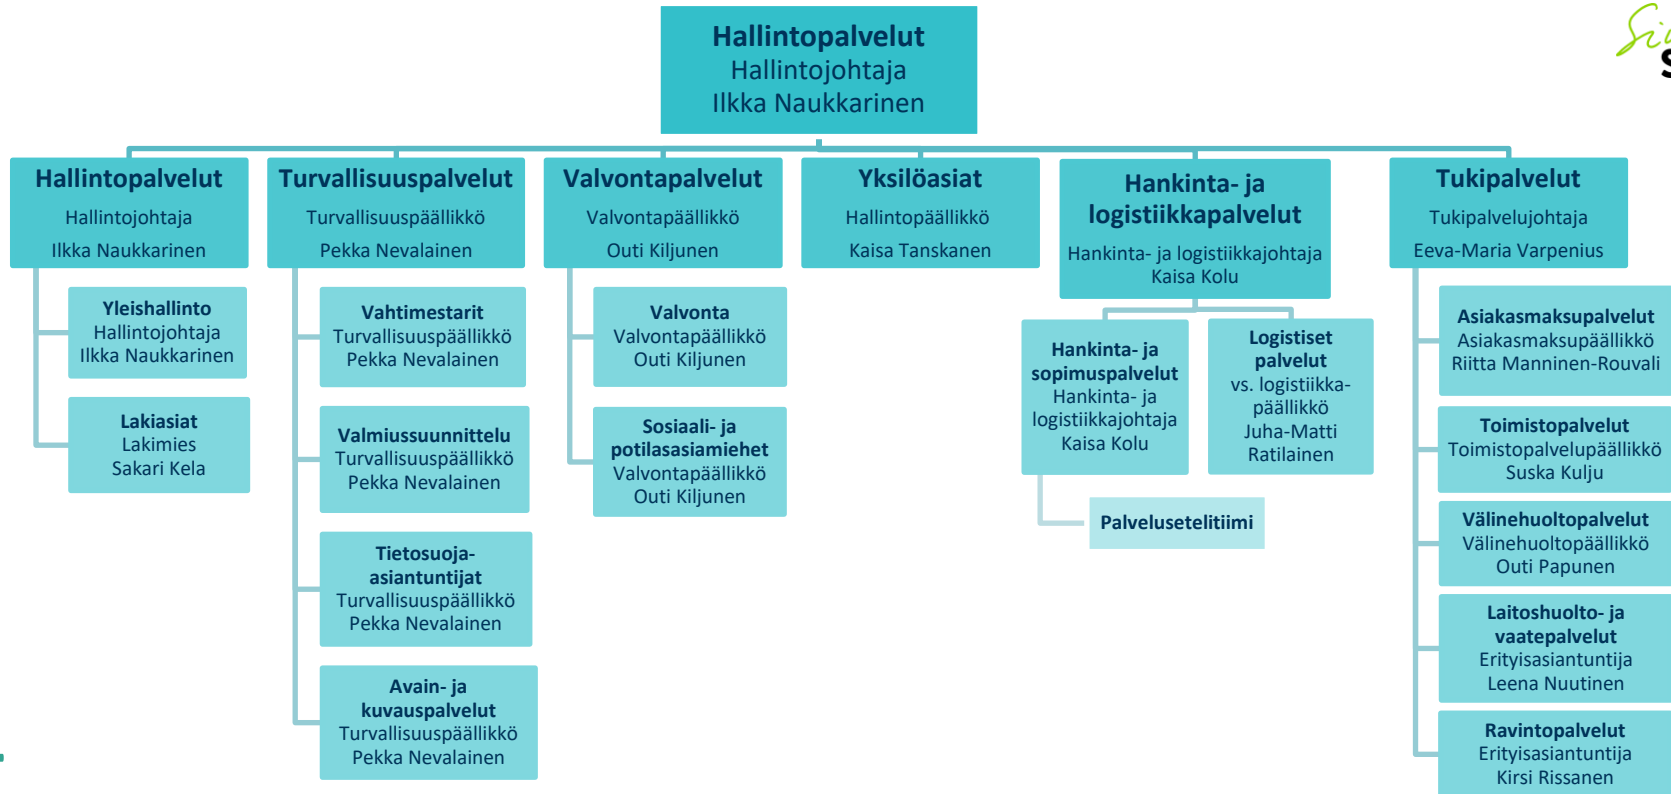 Hallintopalvelut
Hallintojohtaja
Ilkka Naukkarinen
Hallintopalvelut
Hallintojohtaja
Ilkka Naukkarinen
Yleishallinto
Hallintojohtaja
Ilkka Naukkarinen
Lakiasiat
Lakimies
Sakari Kela
Turvallisuuspalvelut
Turvallisuuspäällikkö
Pekka Nevalainen
Vahtimestarit
Turvallisuuspäällikkö
Pekka Nevalainen
Valmiussuunnittelu
Turvallisuuspäällikkö
Pekka Nevalainen
Tietosuoja-
asiantuntijat
Turvallisuuspäällikkö
Pekka Nevalainen
Avain- ja
kuvauspalvelut
Turvallisuuspäällikkö
Pekka Nevalainen
Valvontapalvelut
Valvontapäällikkö
Outi Kiljunen
Valvonta
Valvontapäällikkö
Outi Kiljunen
Sosiaali- ja
potilasasiamiehet
Valvontapäällikkö
Outi Kiljunen
Yksilöasiat
Hallintopäällikkö
Kaisa Tanskanen
Hankinta- ja
logistiikkapalvelut
Hankinta- ja logistiikkajohtaja
Kaisa Kolu
Hankinta- ja
sopimuspalvelut
Hankinta- ja
logistiikkajohtaja
Kaisa Kolu
Palvelusetelitiimi
Logistiset
palvelut
vs. logistiikka-
päällikkö
Juha-Matti
Ratilainen
Tukipalvelut
Tukipalvelujohtaja
Eeva-Maria Varpenius
Asiakasmaksupalvelut
Asiakasmaksupäällikkö
Riitta Manninen-Rouvali
Toimistopalvelut
Toimistopalvelupäällikkö
Suska Kulju
Välinehuoltopalvelut
Välinehuoltopäällikkö
Outi Papunen
Laitoshuolto- ja
vaatepalvelut
Erityisasiantuntija
Leena Nuutinen
Ravintopalvelut
Erityisasiantuntija
Kirsi Rissanen